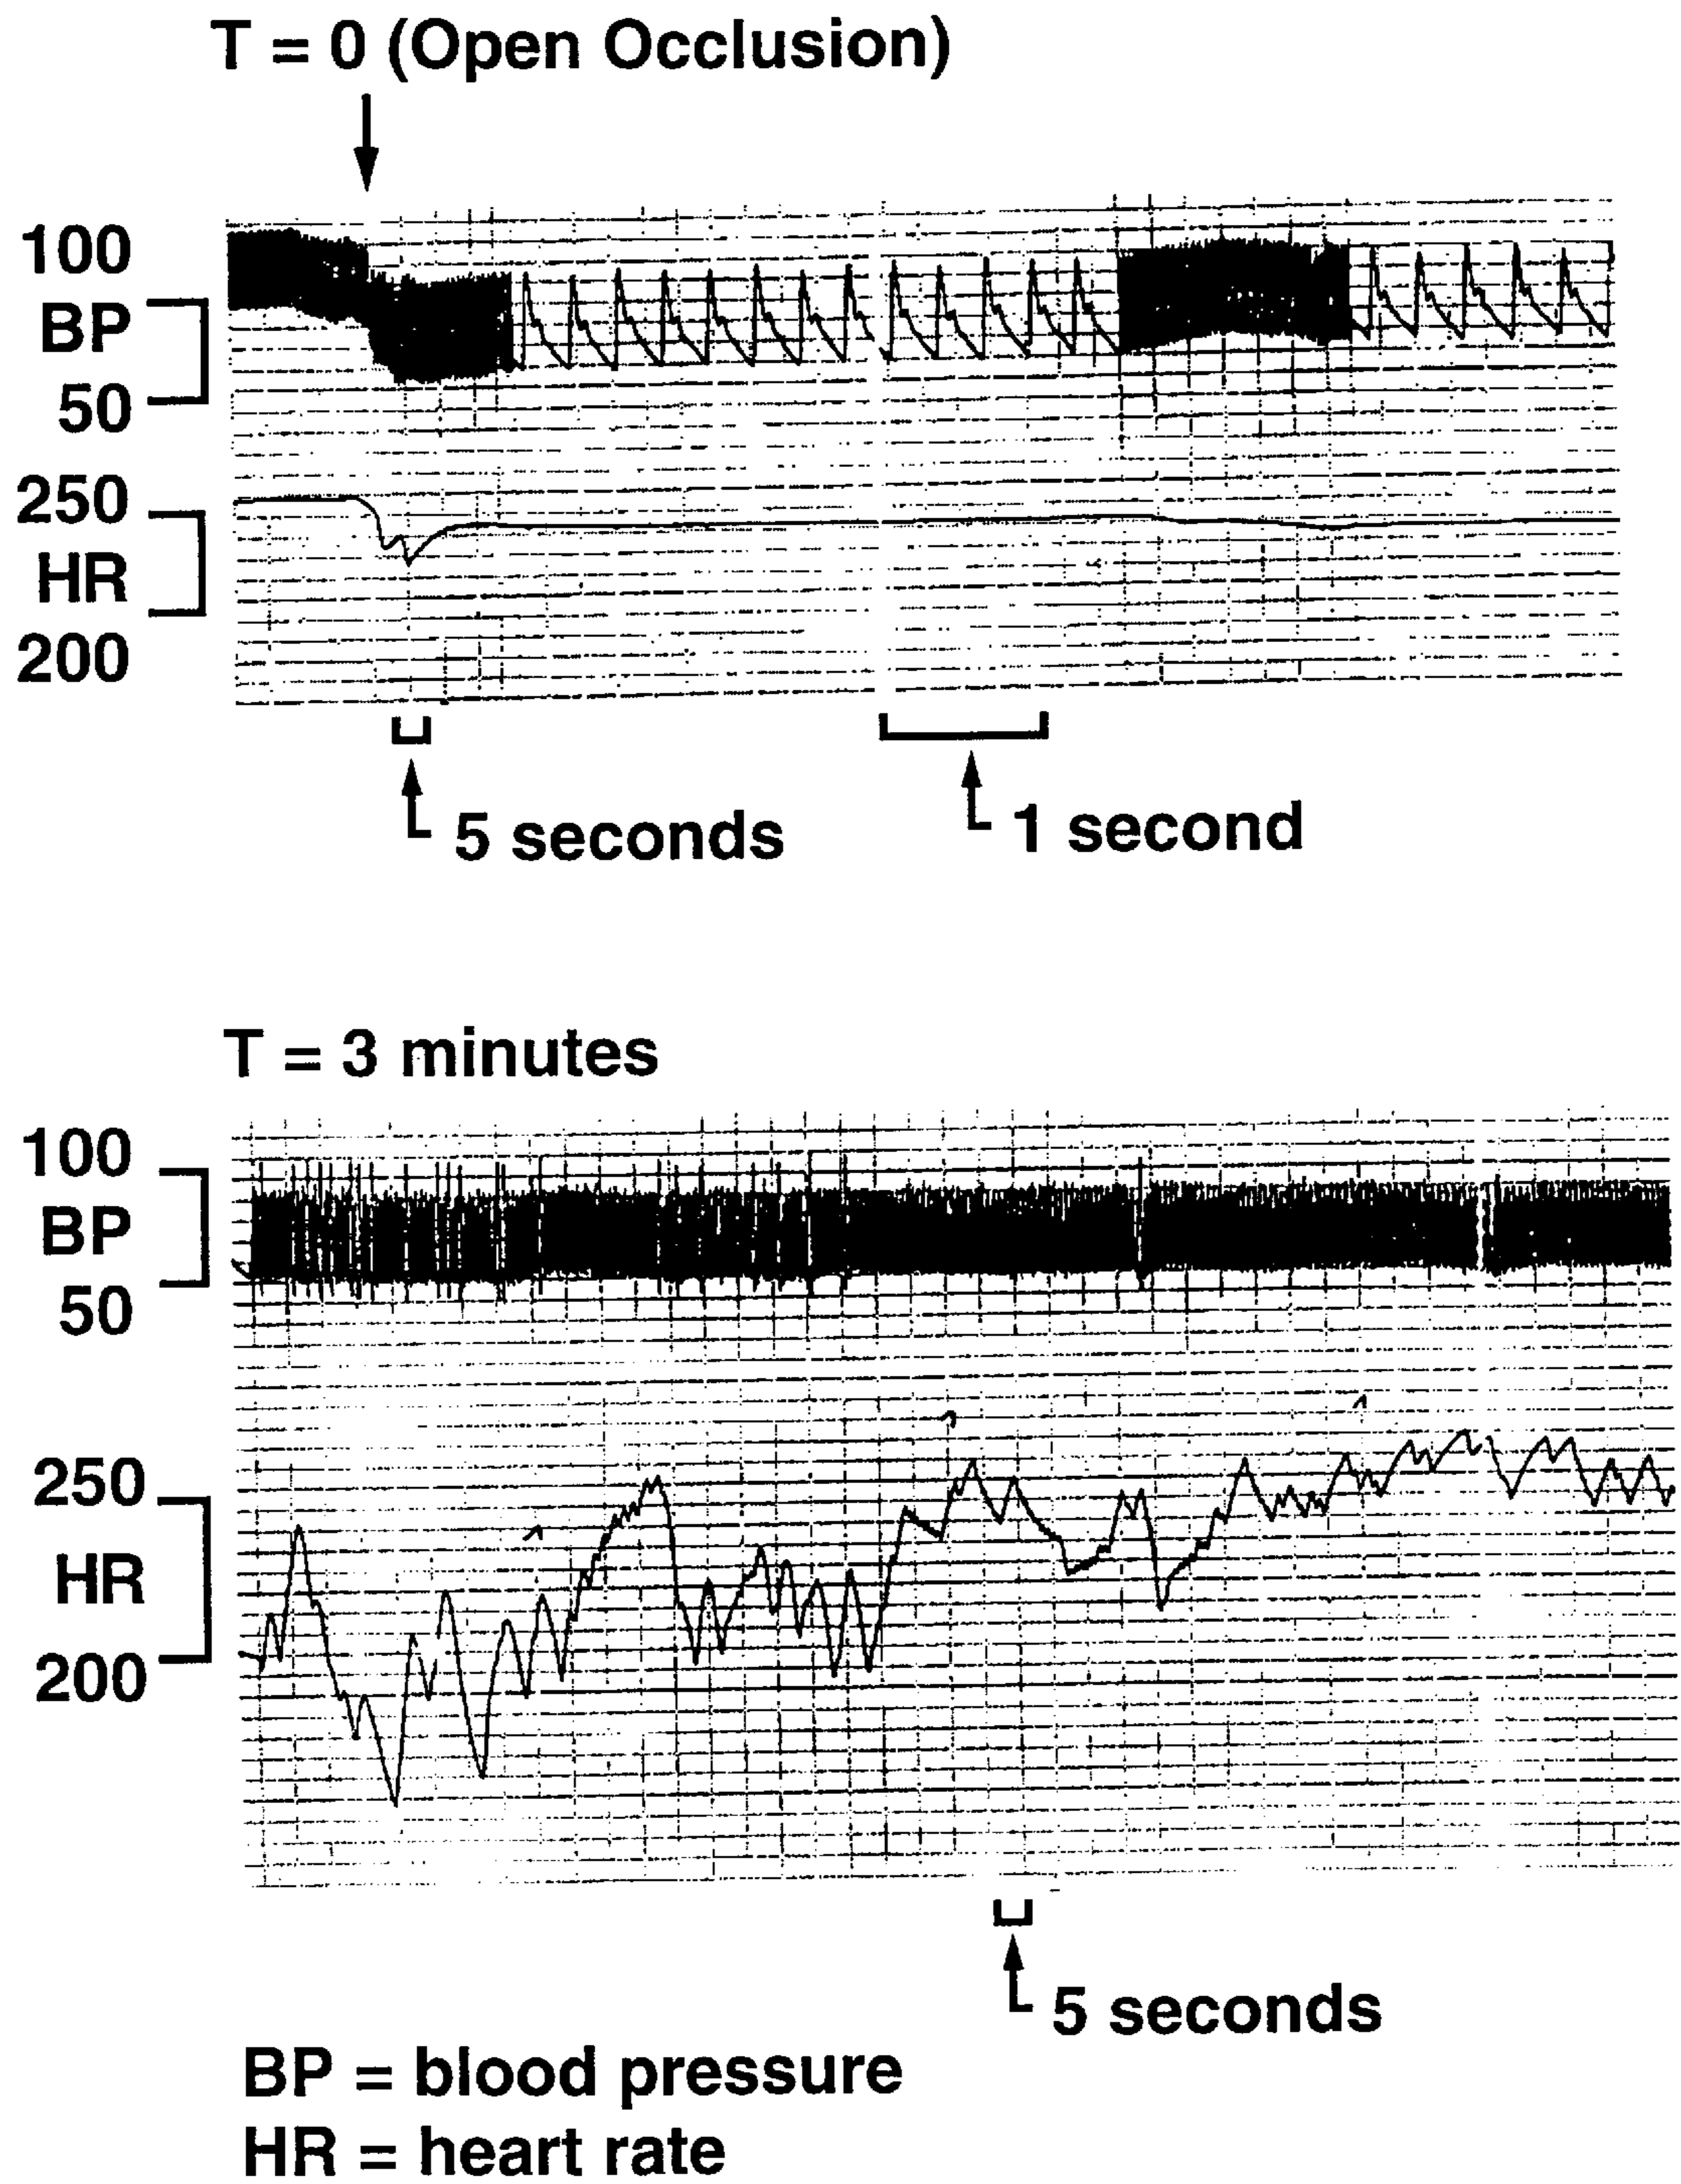 T = 0 (Open Occlusion)
100
BP
50
250
HR
200
5 seconds
1 second
T = 3 minutes
100
BP
50
250
HR
200
5 seconds
BP = blood pressure
HR = heart rate